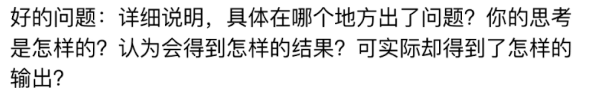 好的问题：详细说明，具体在哪个地方出了问题？你的思考
是怎样的？认为会得到怎样的结果？可实际却得到了怎样的
输出？